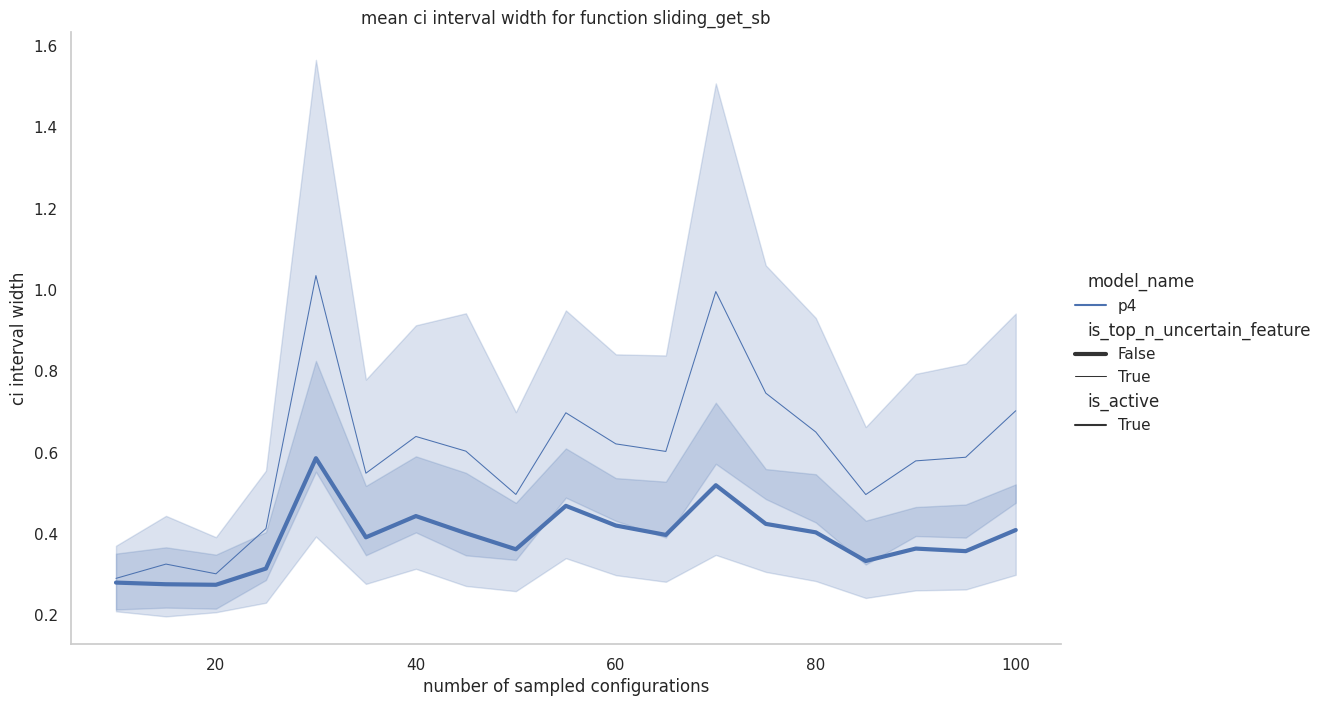 mean ci interval width for function sliding_get_sb
1.6
1.4
1.2
1.0
0.8
0.6
0.4
0.2
ci interval width
20
40
60
80
100
number of sampled configurations
model_name
p4
is_top_n_uncertain_feature
False
True
is_active
True